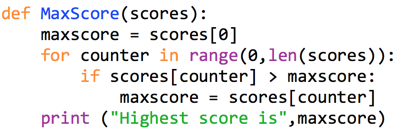 def MaxScore(scores):
    maxscore = scores[0]
    for counter in range(0,len(scores)):
        if scores[counter] > maxscore:
            maxscore = scores[counter]
    print ("Highest score is",maxscore)